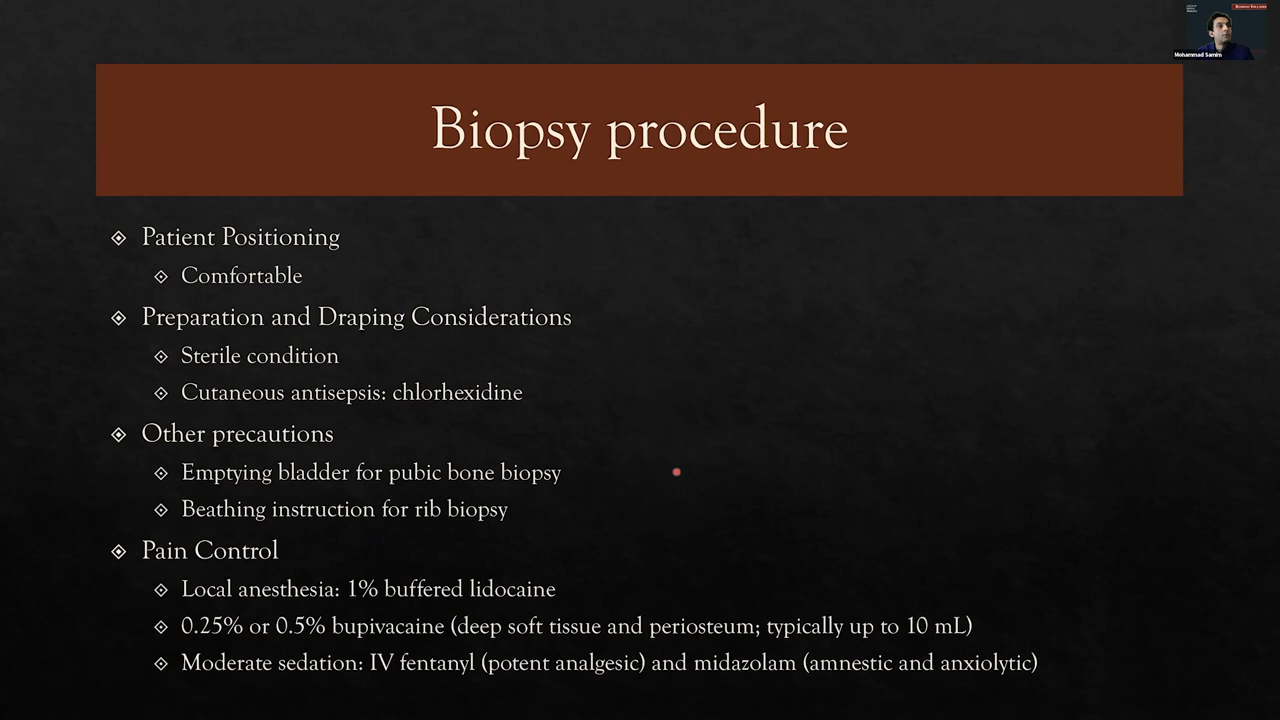 Mohammad Samim
Biopsy procedure
Patient Positioning
Comfortable
Preparation and Draping Considerations
Sterile condition
Cutaneous antisepsis: chlorhexidine
Other precautions
Emptying bladder for pubic bone biopsy
Beathing instruction for rib biopsy
Pain Control
Local anesthesia: 1% buffered lidocaine
0.25% or 0.5% bupivacaine (deep soft tissue and periosteum; typically up to 10 mL)
Moderate sedation: IV fentanyl (potent analgesic) and midazolam (amnestic and anxiolytic)